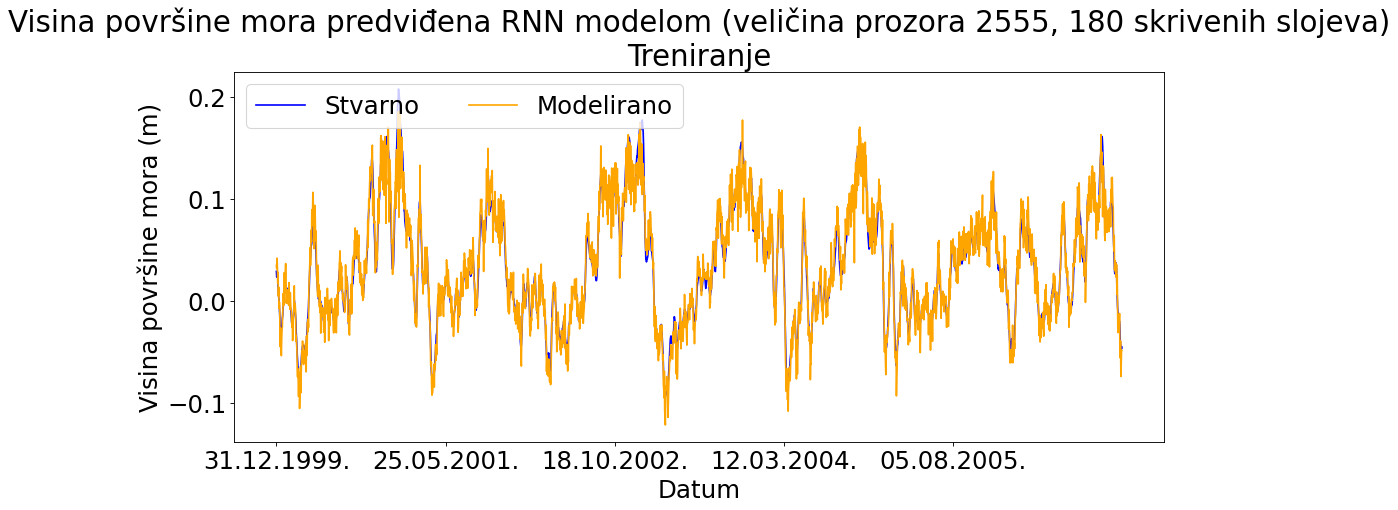 Visina površine mora predviđena RNN modelom (veličina prozora 2555, 180 skrivenih slojeva)
Treniranje
Stvarno Modelirano
Visina površine mora (m)
0.2
0.1
0.0
−0.1
31.12.1999. 25.05.2001. 18.10.2002. 12.03.2004. 05.08.2005.
Datum